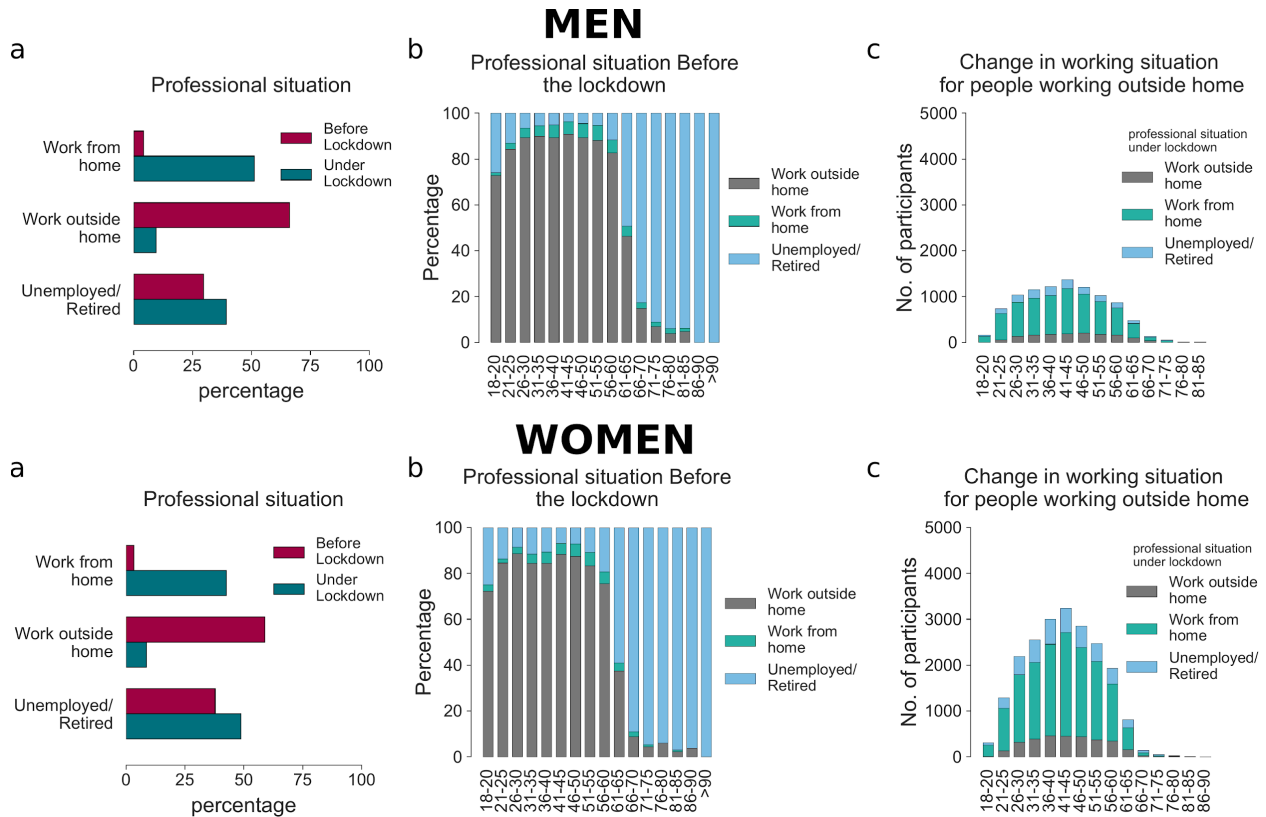 MEN
a
Professional situation
Before
Lockdown
Under
Lockdown
Work from
home
Work outside
home
Unemployed/
Retired
0
25
50
75
100
percentage
b
Professional situation Before
the lockdown
Percentage
100
80
60
40
20
0
18-20
21-25
26-30
31-35
36-40
41-45
46-50
51-55
56-60
61-65
66-70
71-75
76-80
81-85
86-90
>90
Work outside
home
Work from
home
Unemployed/
Retired
c
Change in working situation
for people working outside home
No. of participants
5000
4000
3000
2000
1000
0
18-20
21-25
26-30
31-35
36-40
41-45
46-50
51-55
56-60
61-65
66-70
71-75
76-80
81-85
professional situation
under lockdown
Work outside
home
Work from
home
Unemployed/
Retired
WOMEN
a
Professional situation
Before
Lockdown
Under
Lockdown
Work from
home
Work outside
home
Unemployed/
Retired
0
25
50
75
100
percentage
b
Professional situation Before
the lockdown
Percentage
100
80
60
40
20
0
18-20
21-25
26-30
31-35
36-40
41-45
46-50
51-55
56-60
61-65
66-70
71-75
76-80
81-85
86-90
>90
Work outside
home
Work from
home
Unemployed/
Retired
c
Change in working situation
for people working outside home
No. of participants
5000
4000
3000
2000
1000
0
18-20
21-25
26-30
31-35
36-40
41-45
46-50
51-55
56-60
61-65
66-70
71-75
76-80
81-85
86-90
professional situation
under lockdown
Work outside
home
Work from
home
Unemployed/
Retired